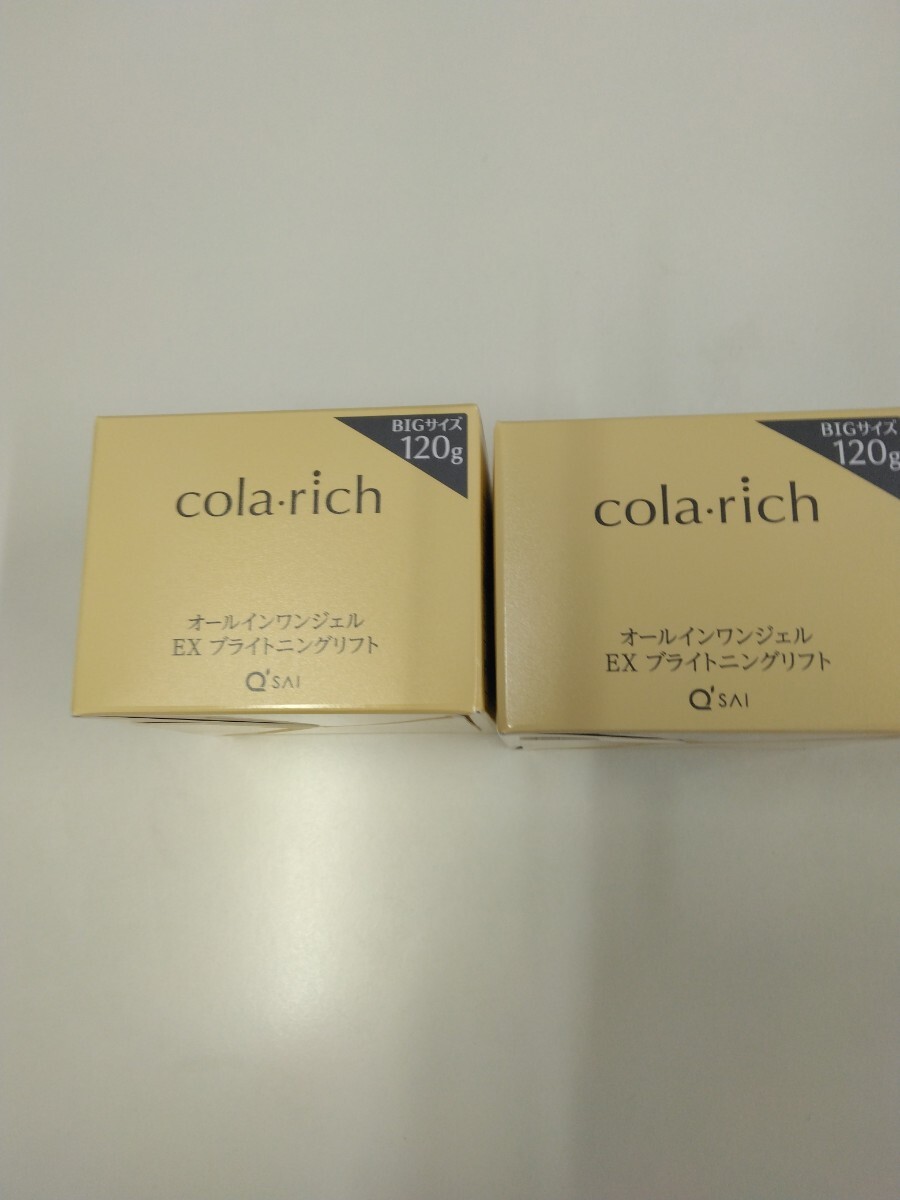 BIGサイズ
120g
cola・rich
オールインワンジェル
EX ブライトニングリフト
Q'SAI
BIGサイズ
120g
cola・rich
オールインワンジェル
EX ブライトニングリフト
Q'SAI